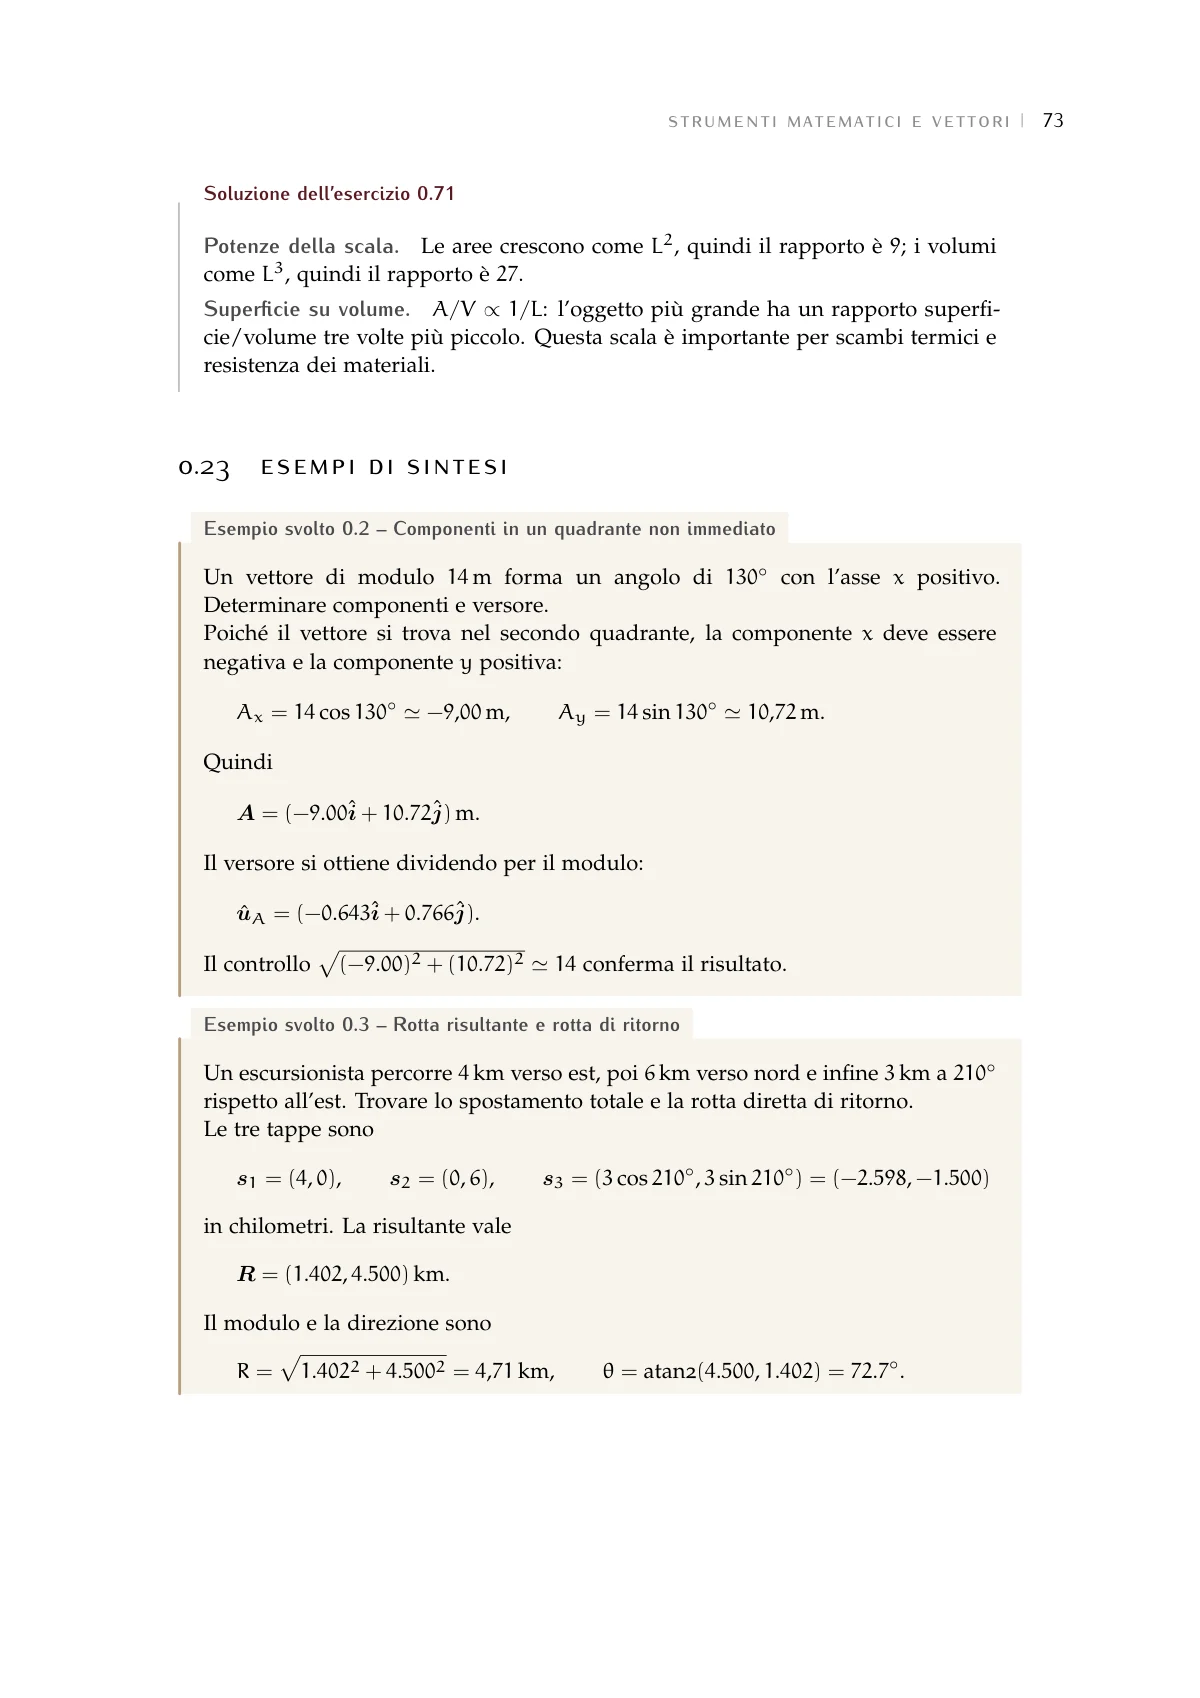 STRUMENTI MATEMATICI E VETTORI | 73
Soluzione dell'esercizio 0.71
Potenze della scala. Le aree crescono come L², quindi il rapporto è 9; i volumi
come L³, quindi il rapporto è 27.
Superficie su volume. A/V ∝ 1/L: l'oggetto più grande ha un rapporto superfi-
cie/volume tre volte più piccolo. Questa scala è importante per scambi termici e
resistenza dei materiali.
0.23 ESEMPI DI SINTESI
Esempio svolto 0.2 – Componenti in un quadrante non immediato
Un vettore di modulo 14 m forma un angolo di 130° con l'asse x positivo.
Determinare componenti e versore.
Poiché il vettore si trova nel secondo quadrante, la componente x deve essere
negativa e la componente y positiva:
Aₓ = 14 cos 130° ≃ −9,00 m, A_y = 14 sin 130° ≃ 10,72 m.
Quindi
A = (−9.00î + 10.72ĵ) m.
Il versore si ottiene dividendo per il modulo:
û_A = (−0.643î + 0.766ĵ).
Il controllo √((−9.00)² + (10.72)²) ≃ 14 conferma il risultato.
Esempio svolto 0.3 – Rotta risultante e rotta di ritorno
Un escursionista percorre 4 km verso est, poi 6 km verso nord e infine 3 km a 210°
rispetto all'est. Trovare lo spostamento totale e la rotta diretta di ritorno.
Le tre tappe sono
s₁ = (4, 0), s₂ = (0, 6), s₃ = (3 cos 210°, 3 sin 210°) = (−2.598, −1.500)
in chilometri. La risultante vale
R = (1.402, 4.500) km.
Il modulo e la direzione sono
R = √(1.402² + 4.500²) = 4,71 km, θ = atan2(4.500, 1.402) = 72.7°.